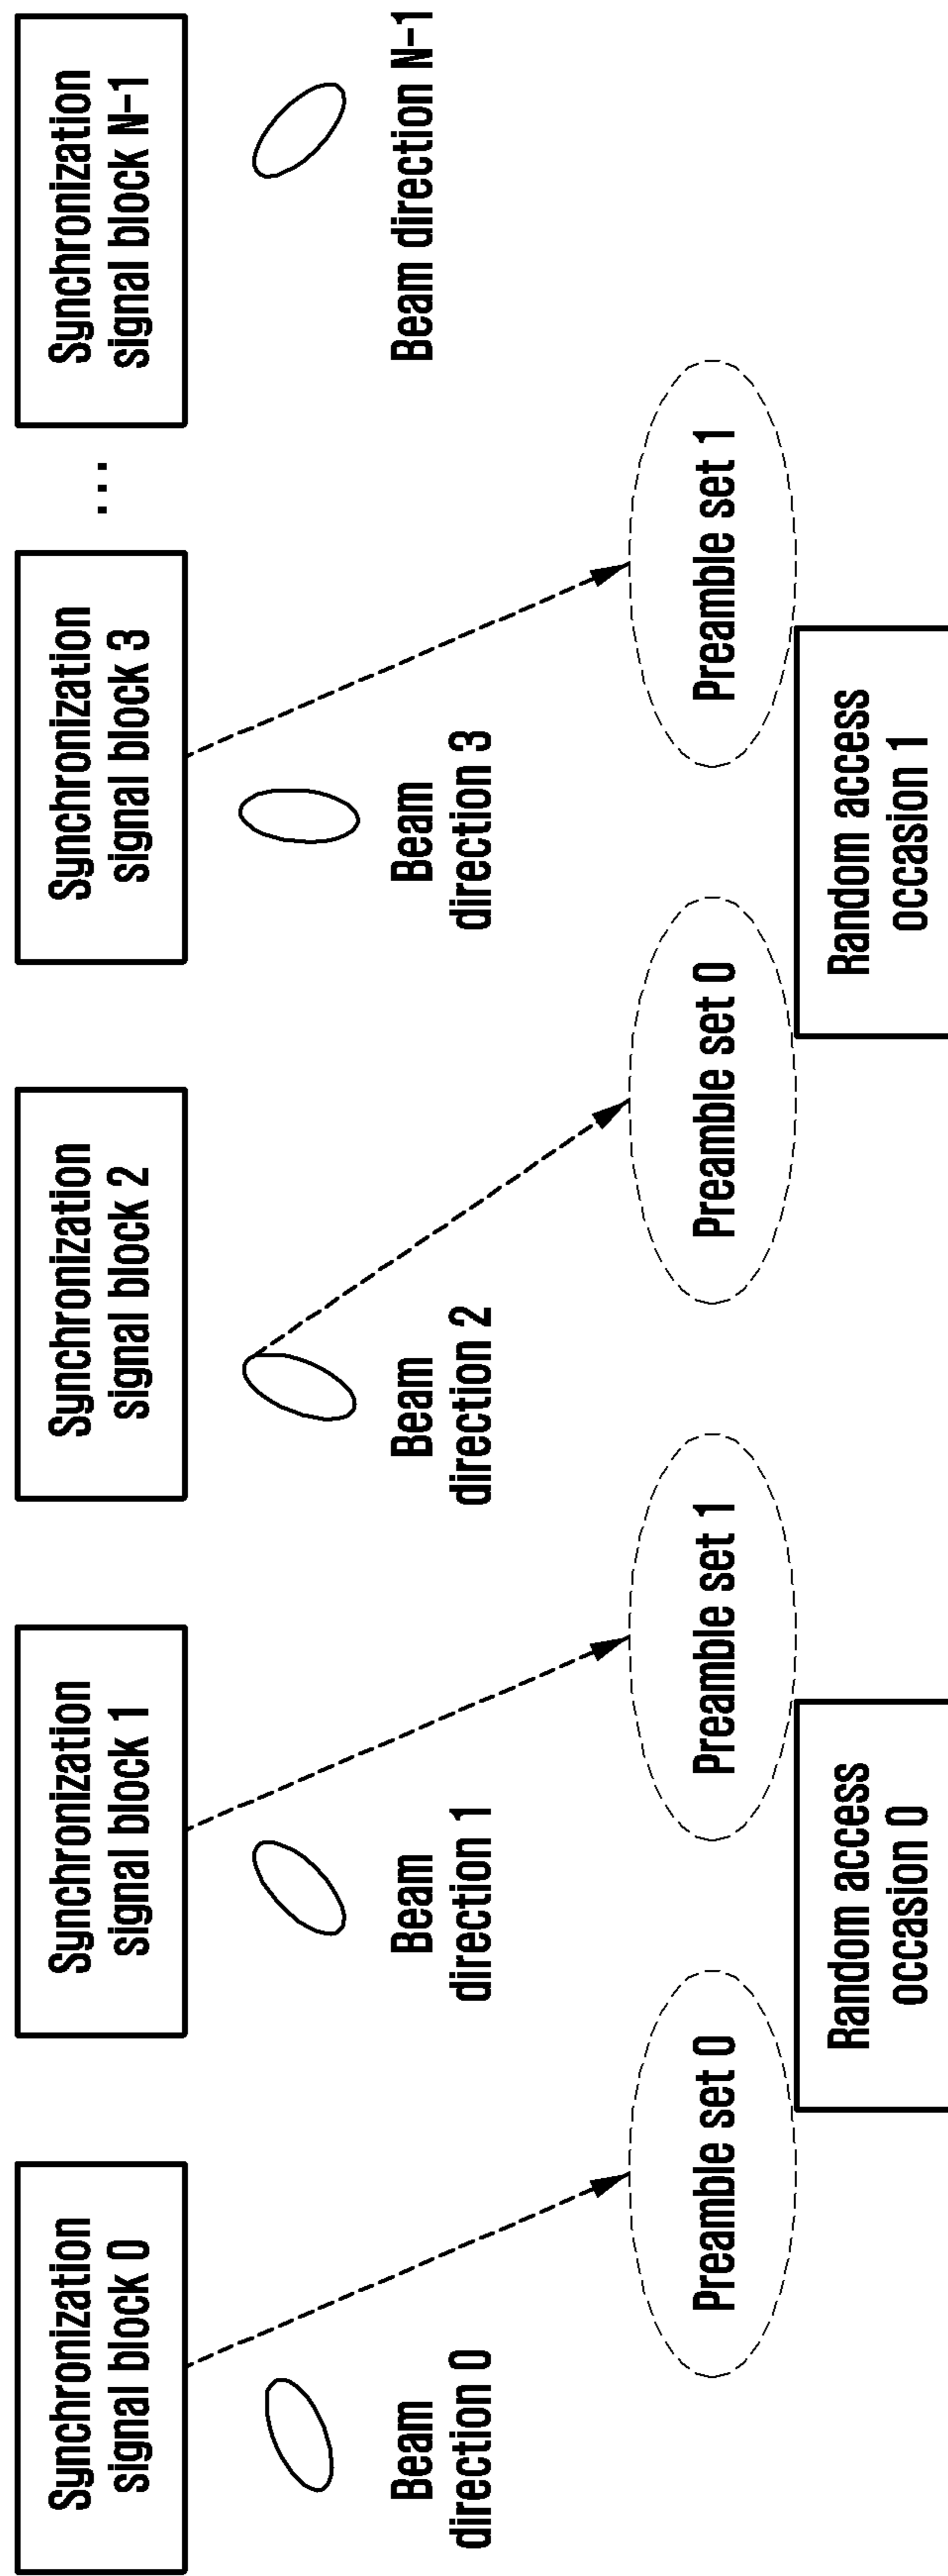 Synchronization
signal block 0
Synchronization
signal block 1
Synchronization
signal block 2
Synchronization
signal block 3
...
Synchronization
signal block N-1
Beam
direction 0
Beam
direction 1
Beam
direction 2
Beam
direction 3
Beam direction N-1
Preamble set 0
Preamble set 1
Preamble set 0
Preamble set 1
Random access
occasion 0
Random access
occasion 1